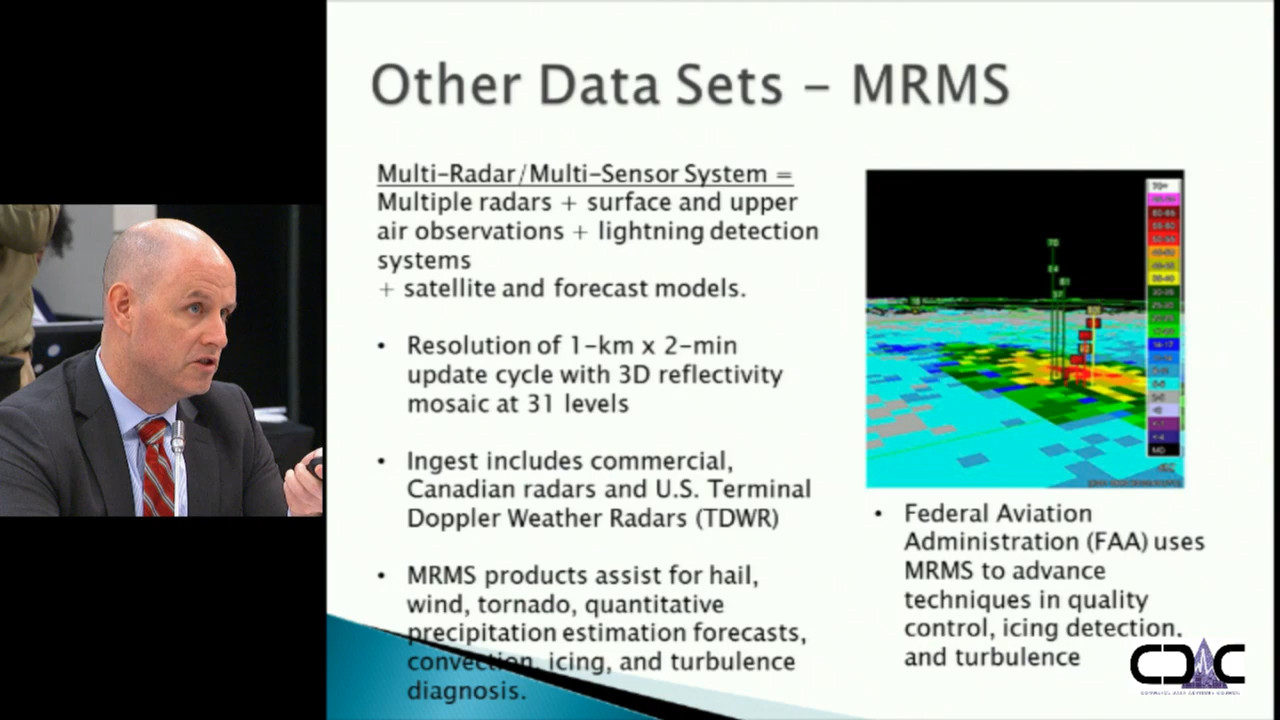 Other Data Sets – MRMS
Multi-Radar/Multi-Sensor System =
Multiple radars + surface and upper
air observations + lightning detection
systems
+ satellite and forecast models.
• Resolution of 1-km x 2-min
update cycle with 3D reflectivity
mosaic at 31 levels
• Ingest includes commercial,
Canadian radars and U.S. Terminal
Doppler Weather Radars (TDWR)
• MRMS products assist for hail,
wind, tornado, quantitative
precipitation estimation forecasts,
convection, icing, and turbulence
diagnosis.
70+
ND
• Federal Aviation
Administration (FAA) uses
MRMS to advance
techniques in quality
control, icing detection,
and turbulence
CDAC